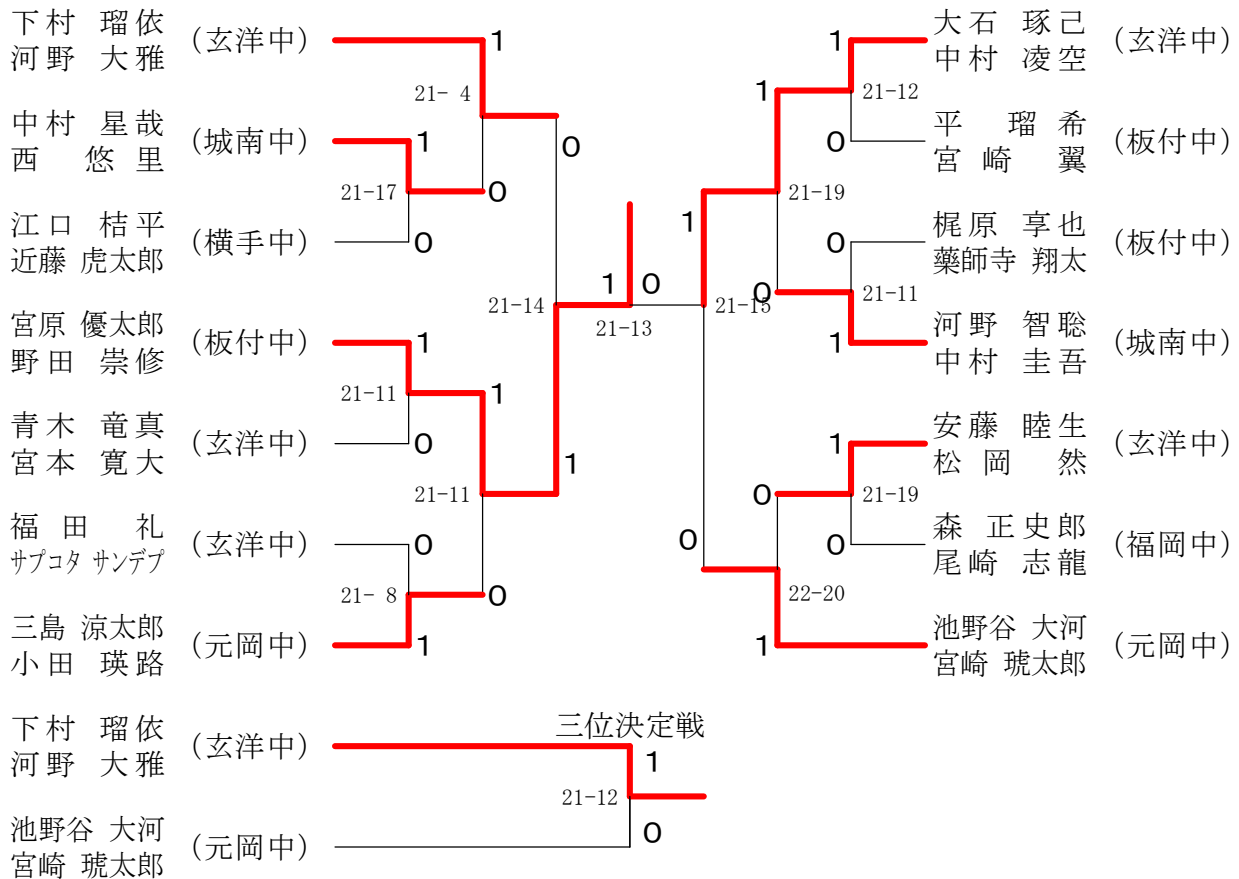 下村 瑠依
河野 大雅
(玄洋中)
1
21- 4
中村 星哉
西 悠里
(城南中)
1
0
21-17
0
江口 桔平
近藤 虎太郎
(横手中)
0
21-14
宮原 優太郎
野田 崇修
(板付中)
1
21-11
1
青木 竜真
宮本 寛大
(玄洋中)
0
1
21-11
福田 礼
サプコタ サンデプ
(玄洋中)
0
21- 8
0
三島 涼太郎
小田 瑛路
(元岡中)
1
1
0
21-13
大石 琢己
中村 凌空
(玄洋中)
1
1
21-12
平 瑠希
宮崎 翼
(板付中)
0
21-19
1
梶原 享也
藥師寺 翔太
(板付中)
0
0
21-11
21-15
河野 智聡
中村 圭吾
(城南中)
1
安藤 睦生
松岡 然
(玄洋中)
1
0
21-19
森 正史郎
尾崎 志龍
(福岡中)
0
0
22-20
池野谷 大河
宮崎 琥太郎
(元岡中)
1
三位決定戦
下村 瑠依
河野 大雅
(玄洋中)
1
21-12
池野谷 大河
宮崎 琥太郎
(元岡中)
0